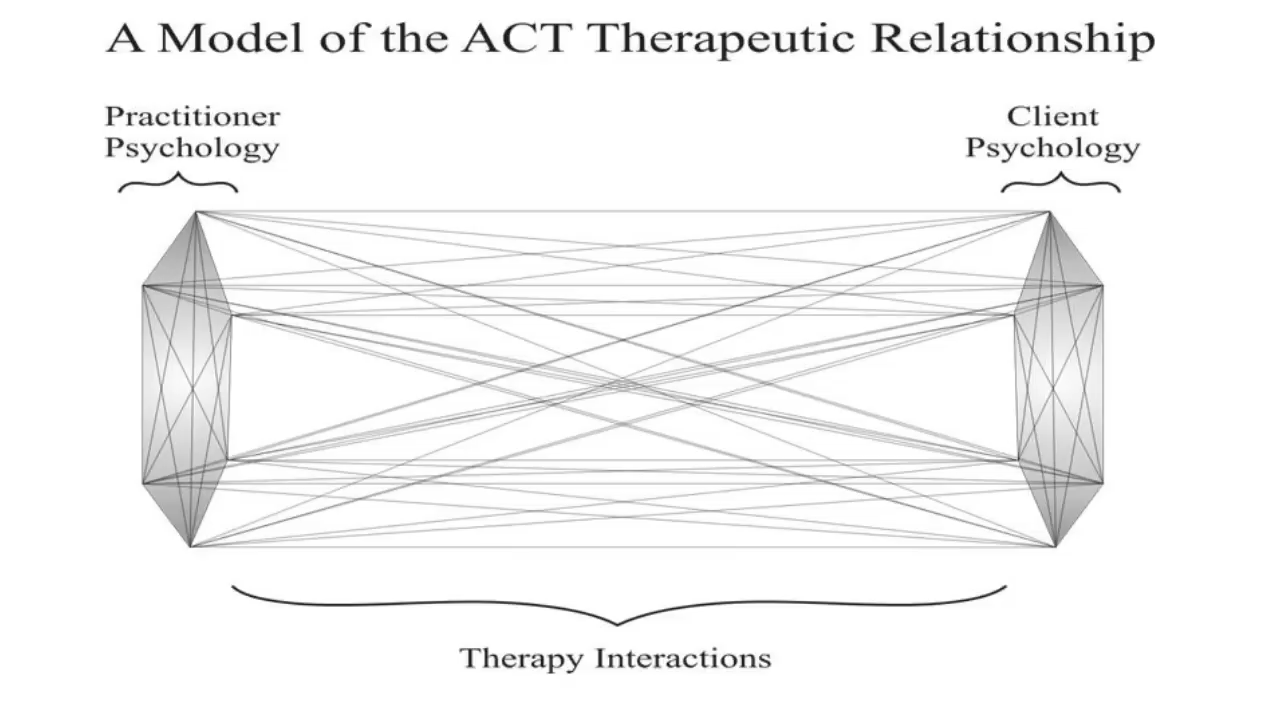 A Model of the ACT Therapeutic Relationship
Practitioner
Psychology
Client
Psychology
Therapy Interactions